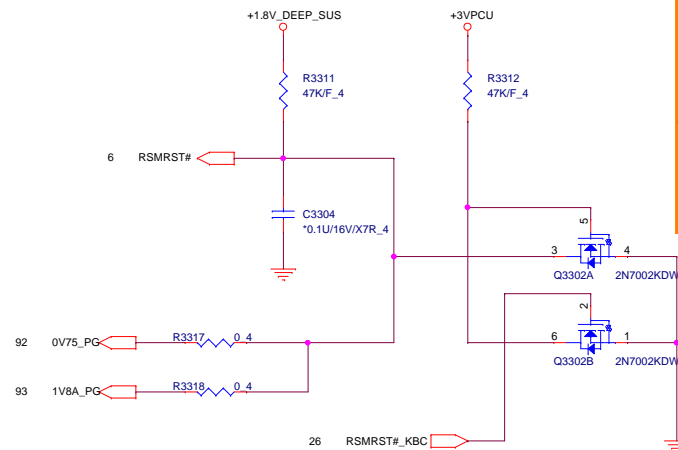 +1.8V_DEEP_SUS
+3VPCU
R3311
47K/F_4
R3312
47K/F_4
6 RSMRST#
C3304
*0.1U/16V/X7R_4
5
3 4
Q3302A 2N7002KDW
2
6 1
Q3302B 2N7002KDW
92 0V75_PG R3317 0_4
93 1V8A_PG R3318 0_4
26 RSMRST#_KBC